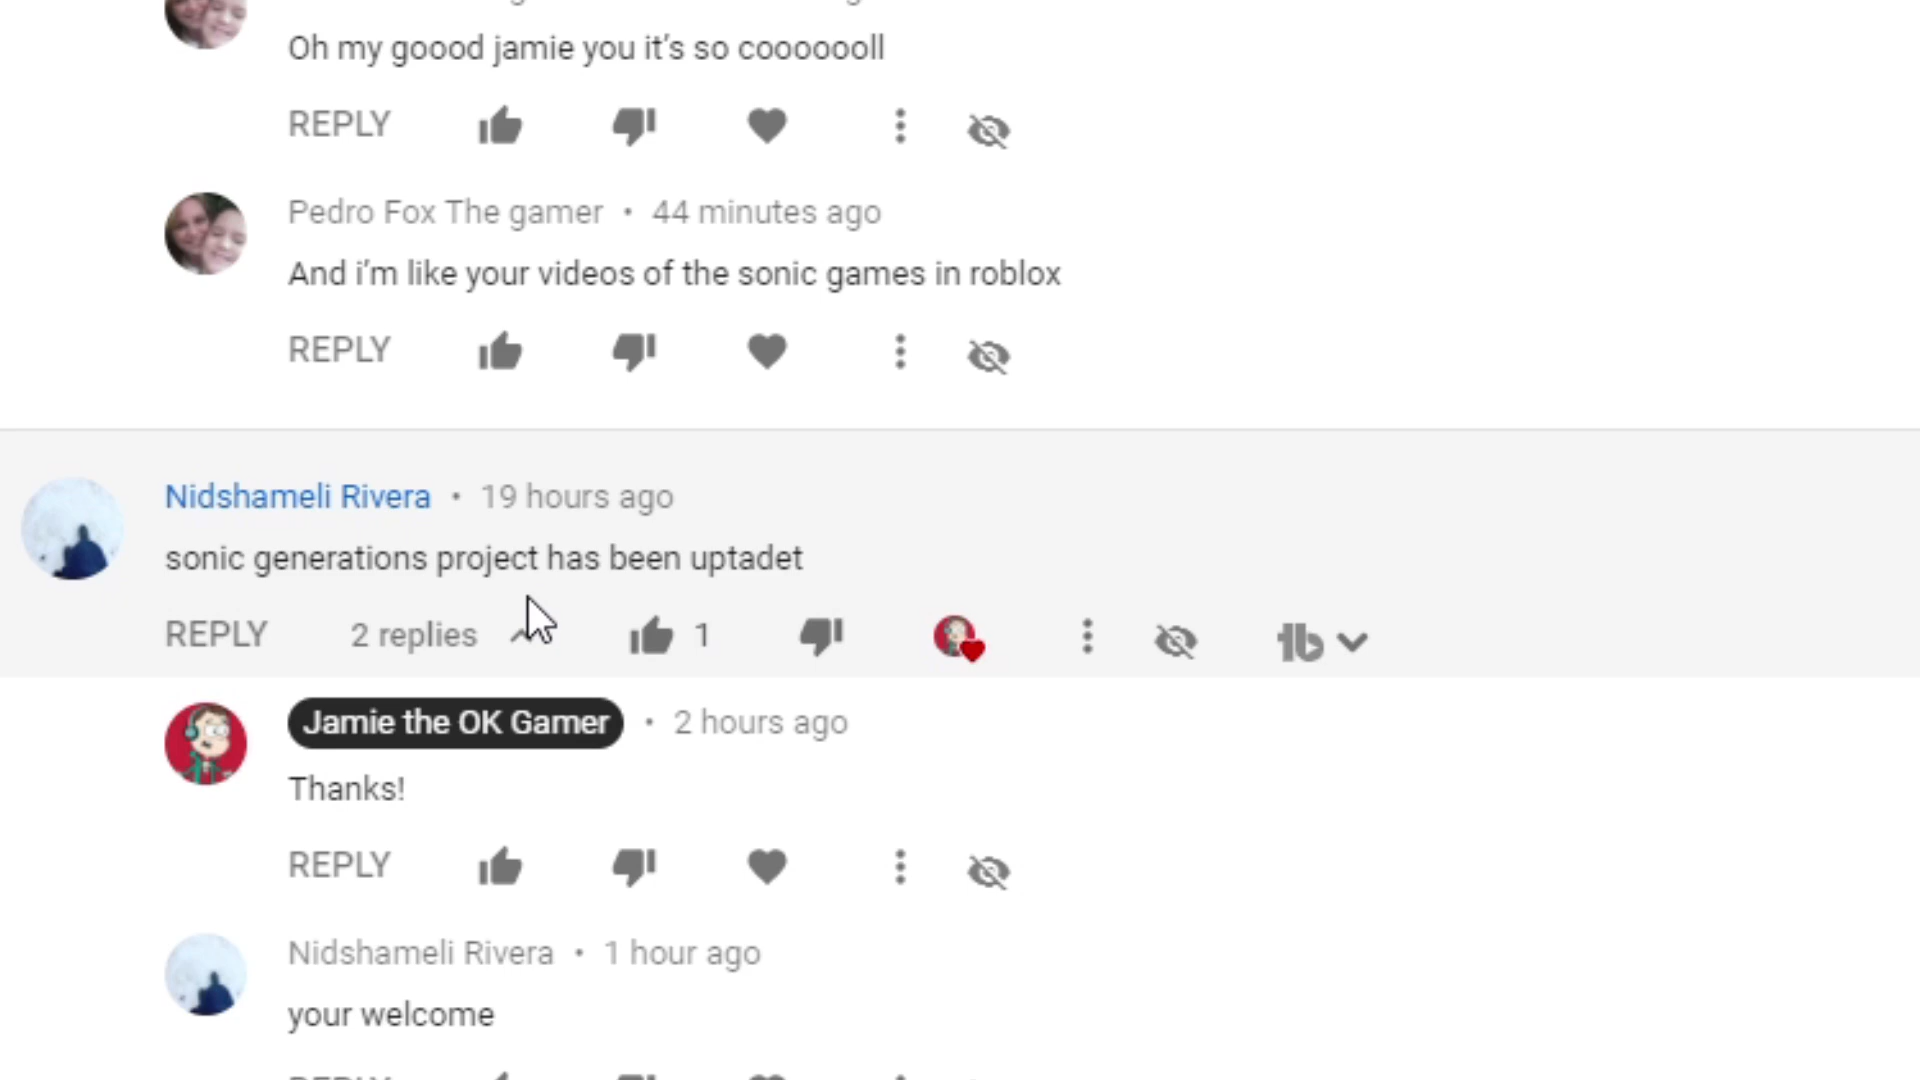 Oh my goood jamie you it's so cooooooll
REPLY
Pedro Fox The gamer • 44 minutes ago
And i'm like your videos of the sonic games in roblox
REPLY
Nidshameli Rivera • 19 hours ago
sonic generations project has been uptadet
REPLY 2 replies 1
Jamie the OK Gamer • 2 hours ago
Thanks!
REPLY
Nidshameli Rivera • 1 hour ago
your welcome